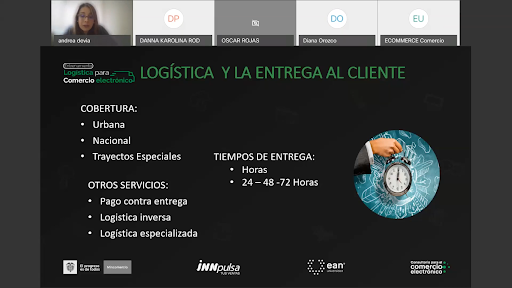 DP
DO
EU
andrea devia
DANNA KAROLINA ROD
OSCAR ROJAS
Diana Orozco
ECOMMERCE Comercio
Logística para
Comercio electrónico
LOGÍSTICA Y LA ENTREGA AL CLIENTE
COBERTURA:
• Urbana
• Nacional
• Trayectos Especiales
OTROS SERVICIOS:
• Pago contra entrega
• Logistica inversa
• Logística especializada
TIEMPOS DE ENTREGA:
• Horas
• 24 – 48 -72 Horas
El progreso
es de todos
iNNpulsa
ean
comercio
electrónico